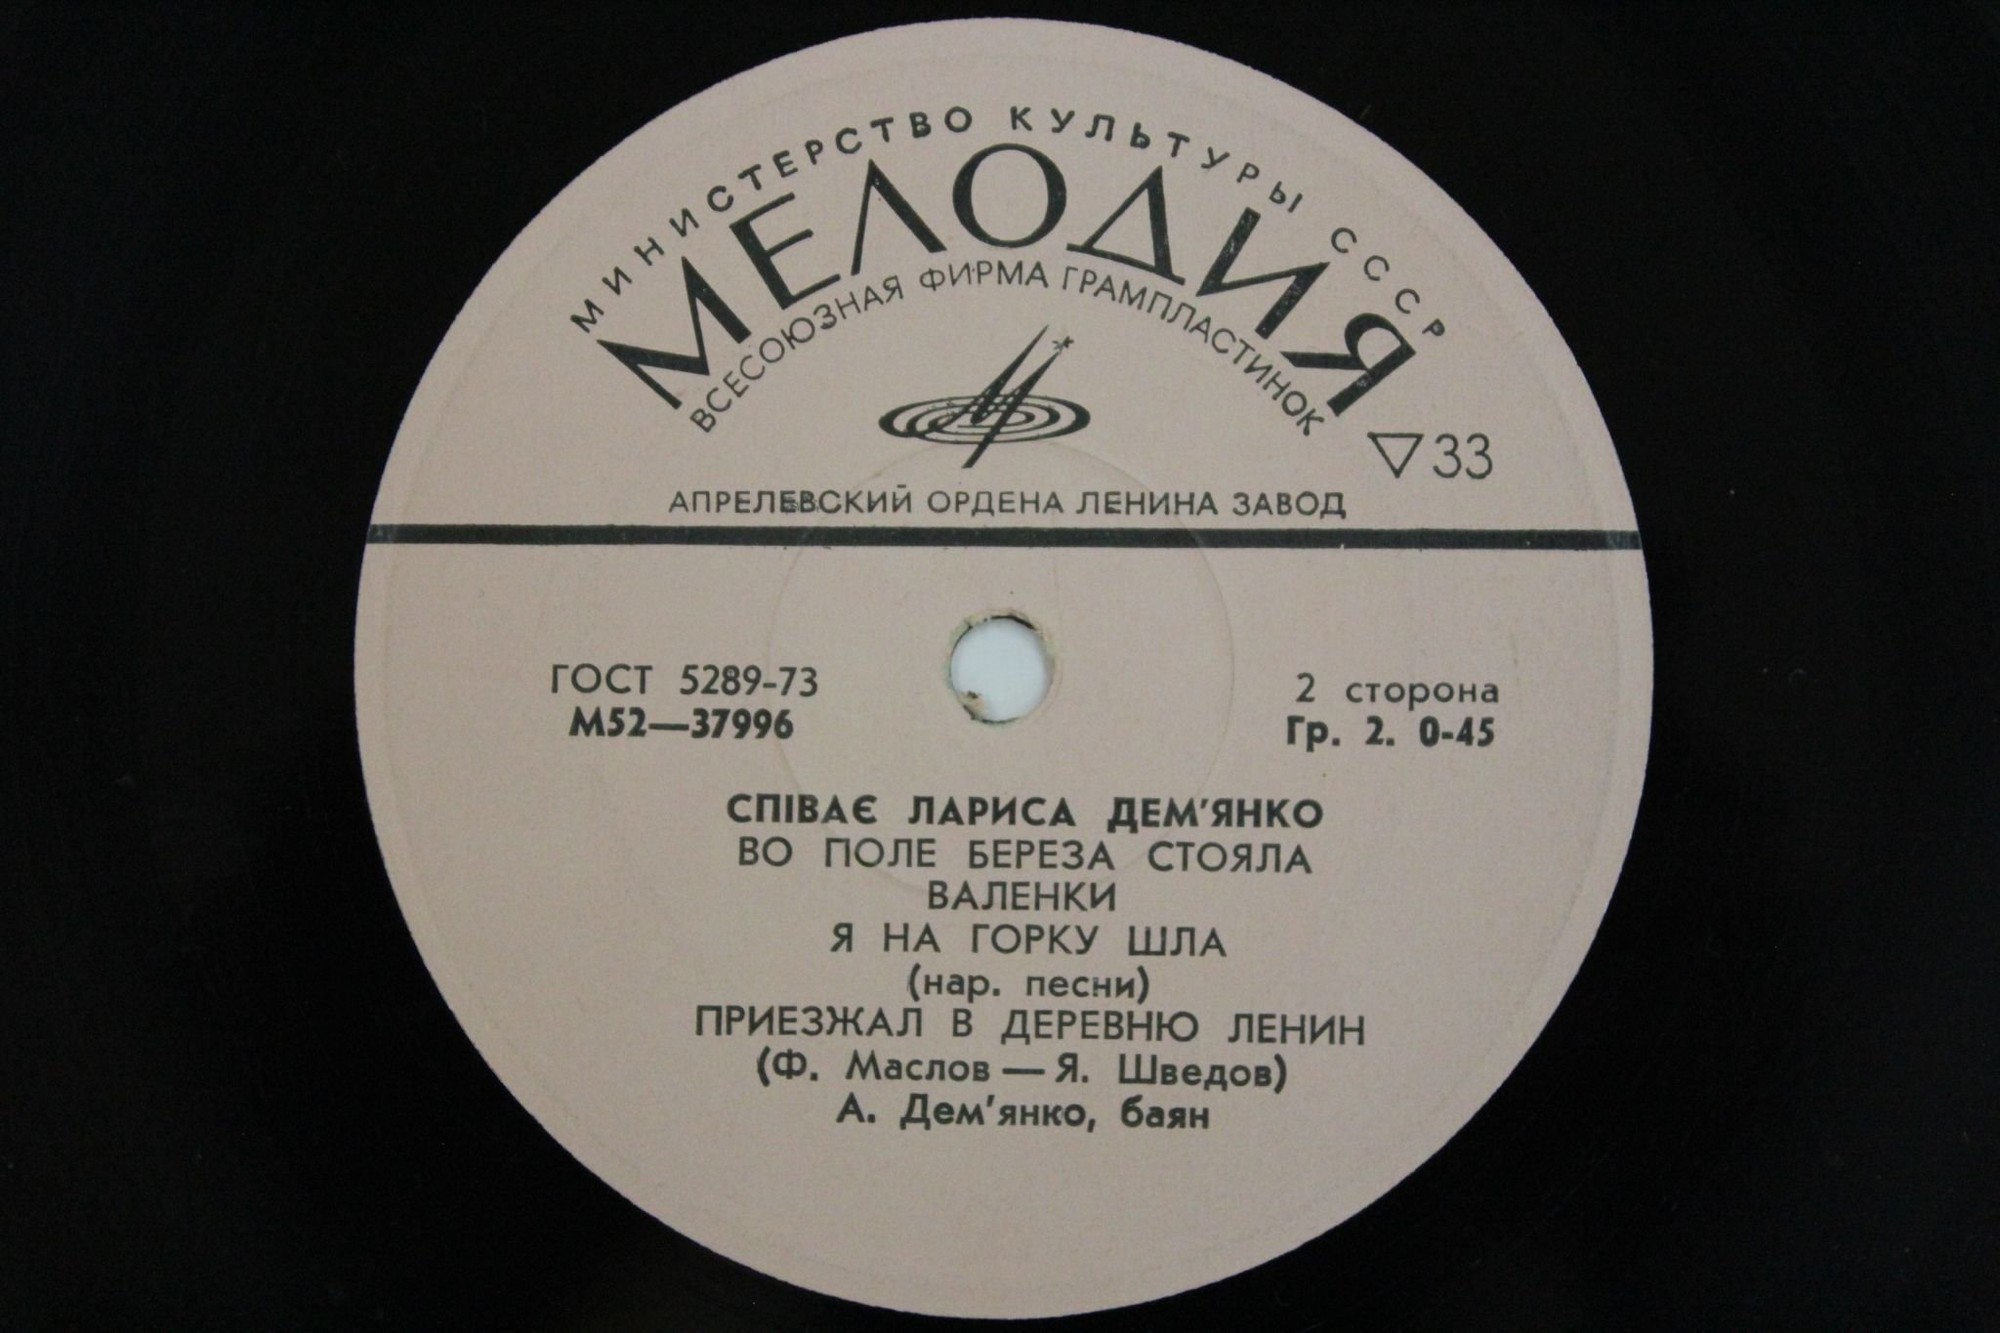 МИНИСТЕРСТВО КУЛЬТУРЫ СССР
МЕЛОДИЯ
ВСЕСОЮЗНАЯ ФИРМА ГРАМПЛАСТИНОК
▽33
АПРЕЛЕВСКИЙ ОРДЕНА ЛЕНИНА ЗАВОД
ГОСТ 5289-73
М52—37996
2 сторона
Гр. 2. 0-45
СПІВАЄ ЛАРИСА ДЕМ'ЯНКО
ВО ПОЛЕ БЕРЕЗА СТОЯЛА
ВАЛЕНКИ
Я НА ГОРКУ ШЛА
(нар. песни)
ПРИЕЗЖАЛ В ДЕРЕВНЮ ЛЕНИН
(Ф. Маслов — Я. Шведов)
А. Дем'янко, баян